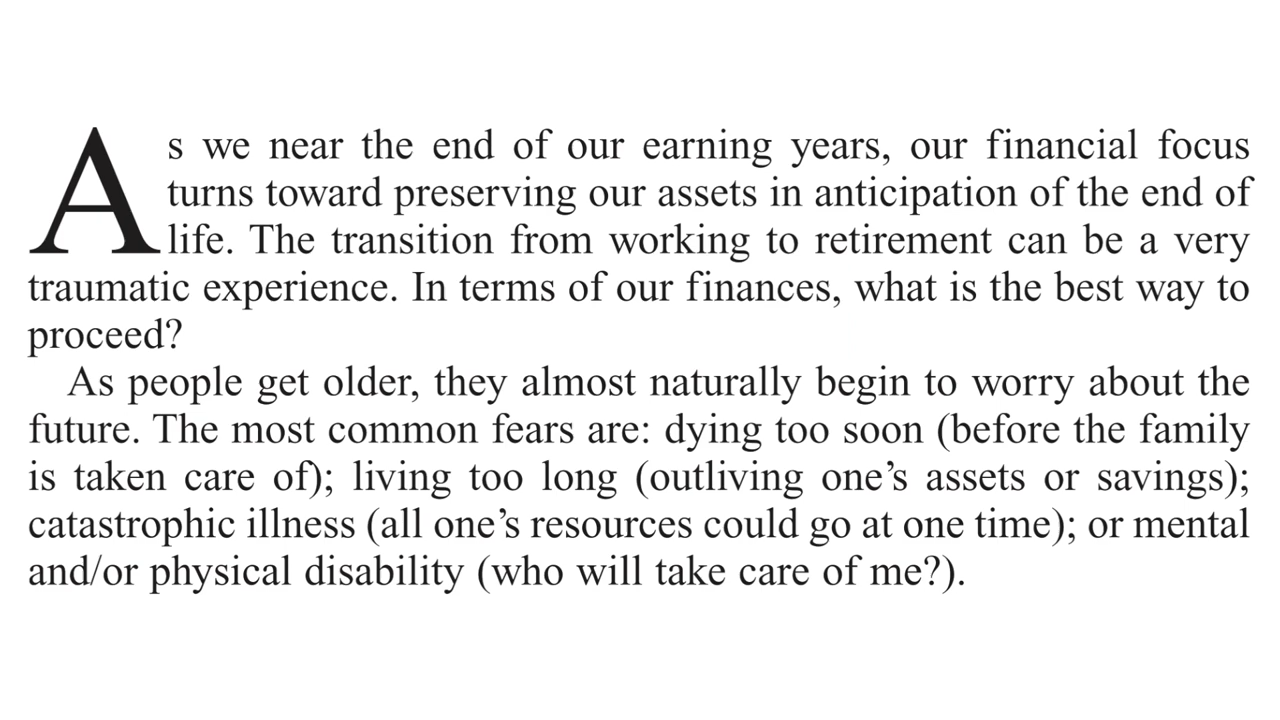 As we near the end of our earning years, our financial focus
turns toward preserving our assets in anticipation of the end of
life. The transition from working to retirement can be a very
traumatic experience. In terms of our finances, what is the best way to
proceed?
As people get older, they almost naturally begin to worry about the
future. The most common fears are: dying too soon (before the family
is taken care of); living too long (outliving one’s assets or savings);
catastrophic illness (all one’s resources could go at one time); or mental
and/or physical disability (who will take care of me?).